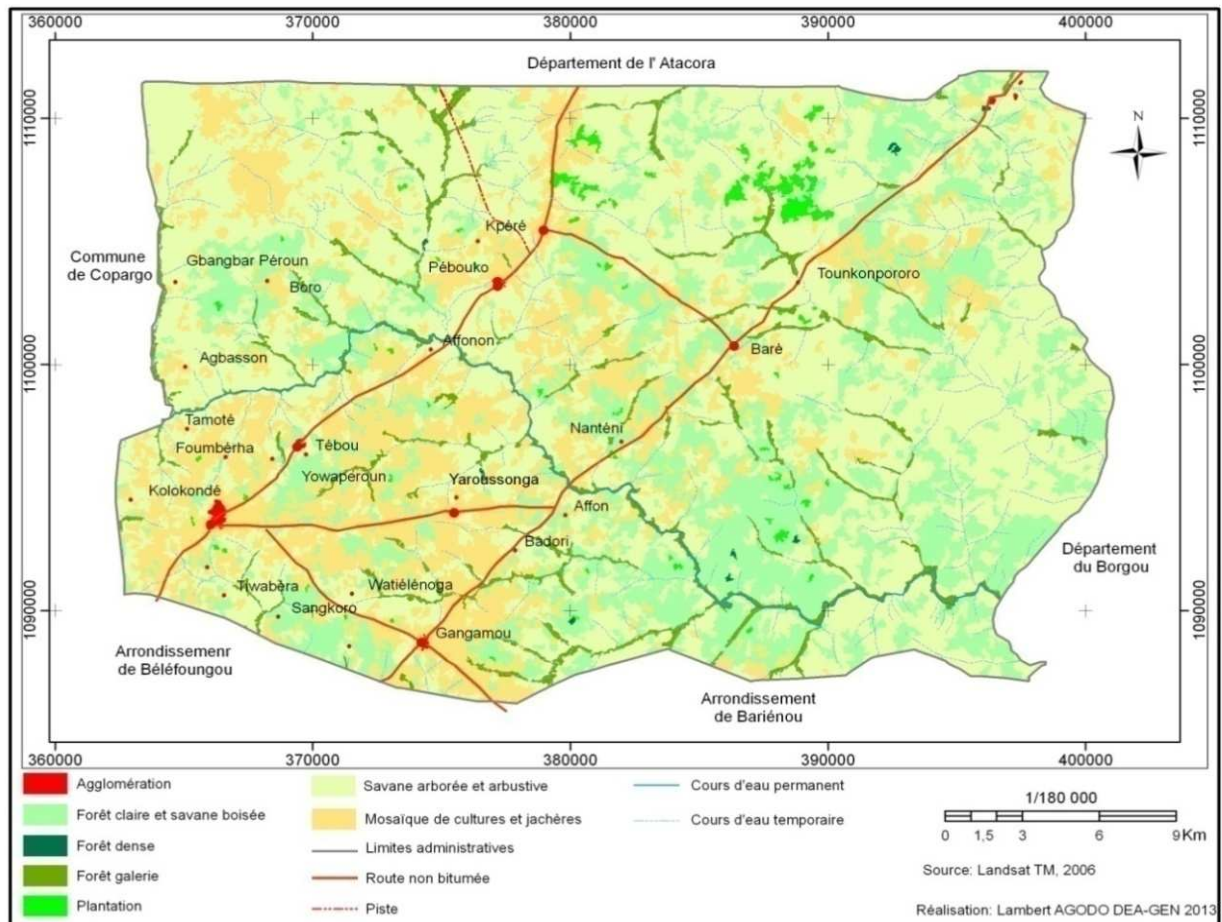 360000 370000 380000 390000 400000
Département de l' Atacora
1110000 1110000
N
Kpéré
Commune
de Copargo
Gbangbar Péroun
Pébouko
Tounkonpororo
Boro
Affonon
Baré
1100000 1100000
Agbasson
Tamoté
Nanténi
Foumbèrha
Tébou
Yowapéroun
Yaroussonga
Kolokondé
Affon
Badori
Département
du Borgou
Tiwabèra
Watiélénoga
1090000 1090000
Sangkoro
Gangamou
Arrondissemenr
de Béléfoungou
Arrondissement
de Bariénou
360000 370000 380000 390000 400000
Agglomération
Forêt claire et savane boisée
Forêt dense
Forêt galerie
Plantation
Savane arborée et arbustive
Mosaïque de cultures et jachères
Limites administratives
Route non bitumée
Piste
Cours d'eau permanent
Cours d'eau temporaire
1/180 000
0 1,5 3 6 9 Km
Source: Landsat TM, 2006
Réalisation: Lambert AGODO DEA-GEN 2013